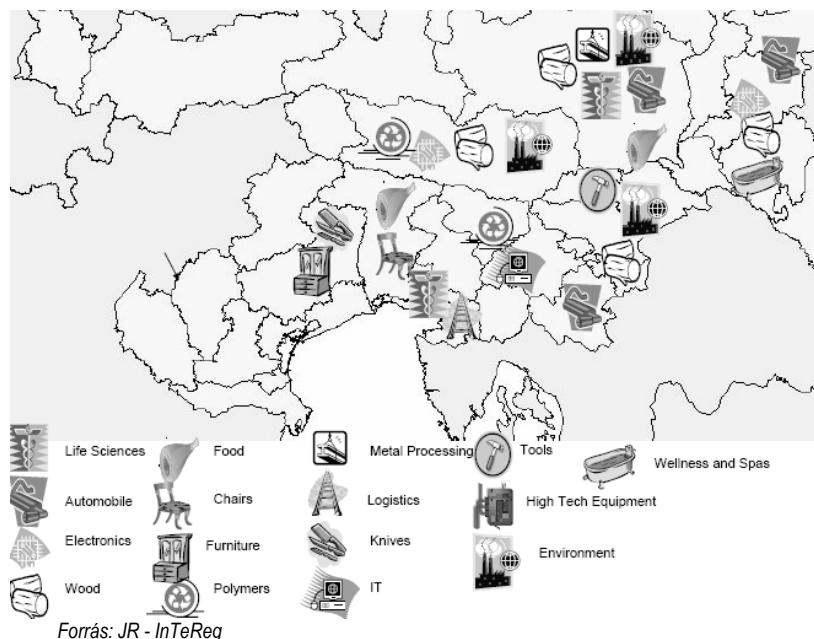 Life Sciences
Food
Metal Processing
Tools
Wellness and Spas
Automobile
Chairs
Logistics
High Tech Equipment
Electronics
Furniture
Knives
Environment
Wood
Polymers
IT
Forrás: JR - InTeReg